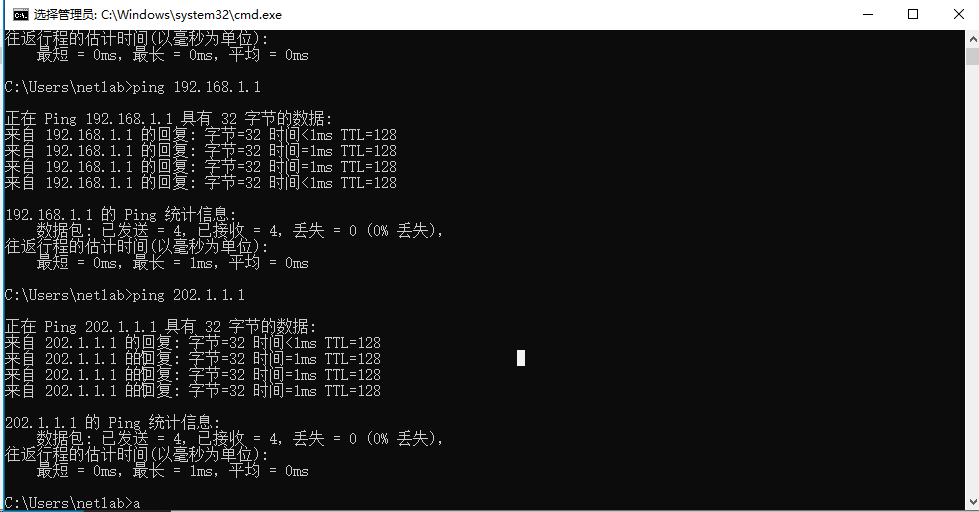 选择管理员: C:\Windows\system32\cmd.exe
往返行程的估计时间(以毫秒为单位):
    最短 = 0ms，最长 = 0ms，平均 = 0ms
C:\Users\netlab>ping 192.168.1.1
正在 Ping 192.168.1.1 具有 32 字节的数据:
来自 192.168.1.1 的回复: 字节=32 时间<1ms TTL=128
来自 192.168.1.1 的回复: 字节=32 时间=1ms TTL=128
来自 192.168.1.1 的回复: 字节=32 时间=1ms TTL=128
来自 192.168.1.1 的回复: 字节=32 时间<1ms TTL=128
192.168.1.1 的 Ping 统计信息:
    数据包: 已发送 = 4，已接收 = 4，丢失 = 0 (0% 丢失)，
往返行程的估计时间(以毫秒为单位):
    最短 = 0ms，最长 = 1ms，平均 = 0ms
C:\Users\netlab>ping 202.1.1.1
正在 Ping 202.1.1.1 具有 32 字节的数据:
来自 202.1.1.1 的回复: 字节=32 时间<1ms TTL=128
来自 202.1.1.1 的回复: 字节=32 时间=1ms TTL=128
来自 202.1.1.1 的回复: 字节=32 时间=1ms TTL=128
来自 202.1.1.1 的回复: 字节=32 时间=1ms TTL=128
202.1.1.1 的 Ping 统计信息:
    数据包: 已发送 = 4，已接收 = 4，丢失 = 0 (0% 丢失)，
往返行程的估计时间(以毫秒为单位):
    最短 = 0ms，最长 = 1ms，平均 = 0ms
C:\Users\netlab>a